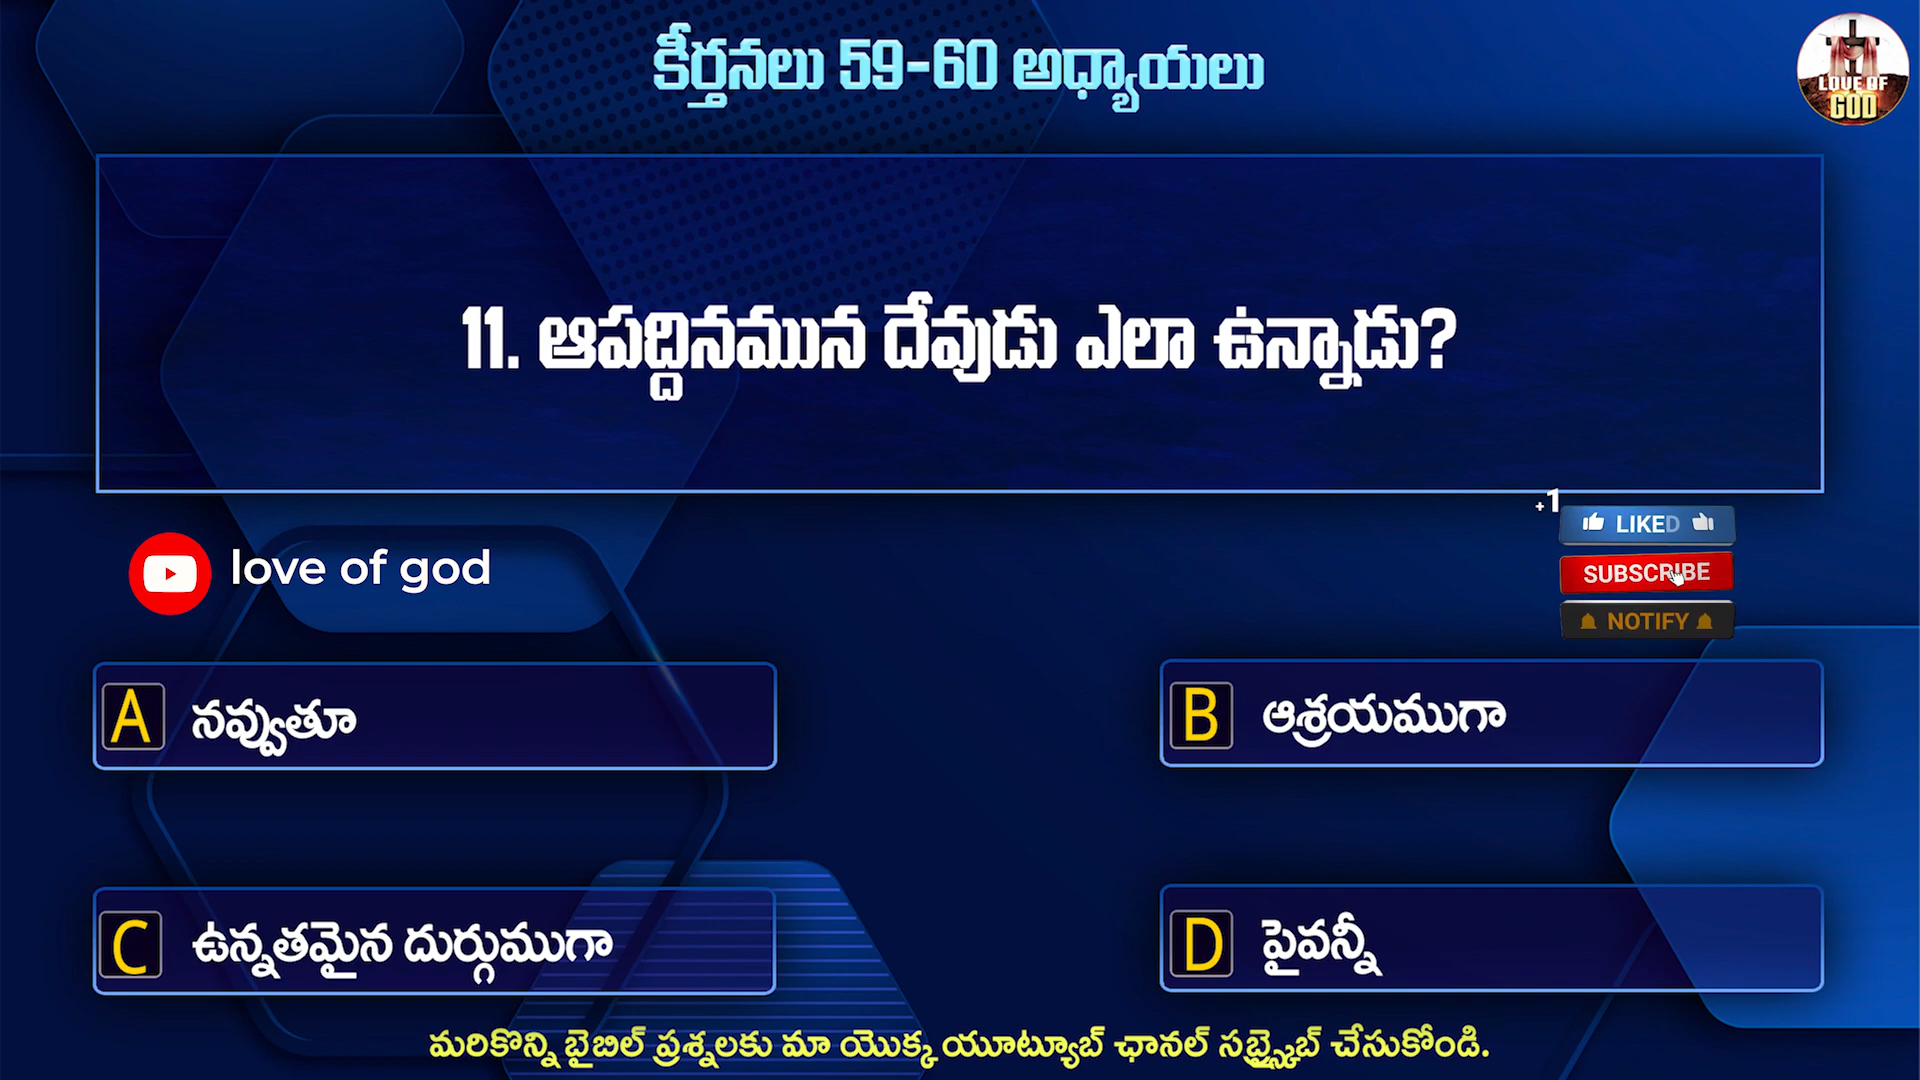 కీర్తనలు 59-60 అధ్యాయలు
LOVE OF
GOD
11. ఆపద్దినమున దేవుడు ఎలా ఉన్నాడు?
+1
LIKED
love of god
SUBSCRIBE
NOTIFY
A నవ్వుతూ
B ఆశ్రయముగా
C ఉన్నతమైన దుర్గుముగా
D పైవన్నీ
మరికొన్ని బైబిల్ ప్రశ్నలకు మా యొక్క యూట్యూబ్ ఛానల్ సబ్స్క్రైబ్ చేసుకోండి.